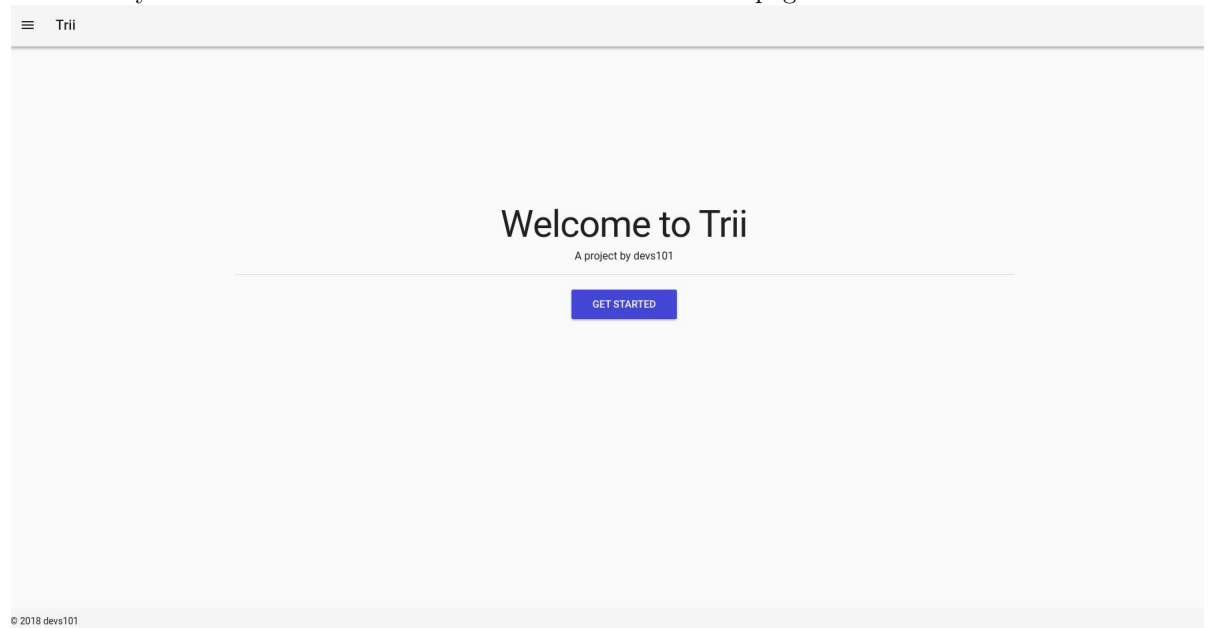 Trii
Welcome to Trii
A project by devs101
GET STARTED
© 2018 devs101